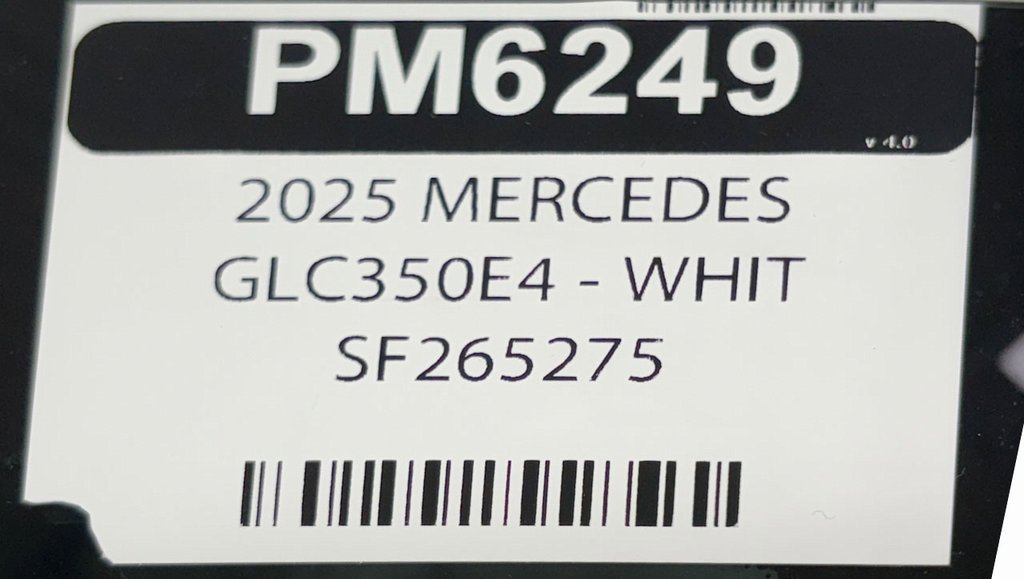 PM6249
v 4.0
2025 MERCEDES
GLC350E4 - WHIT
SF265275